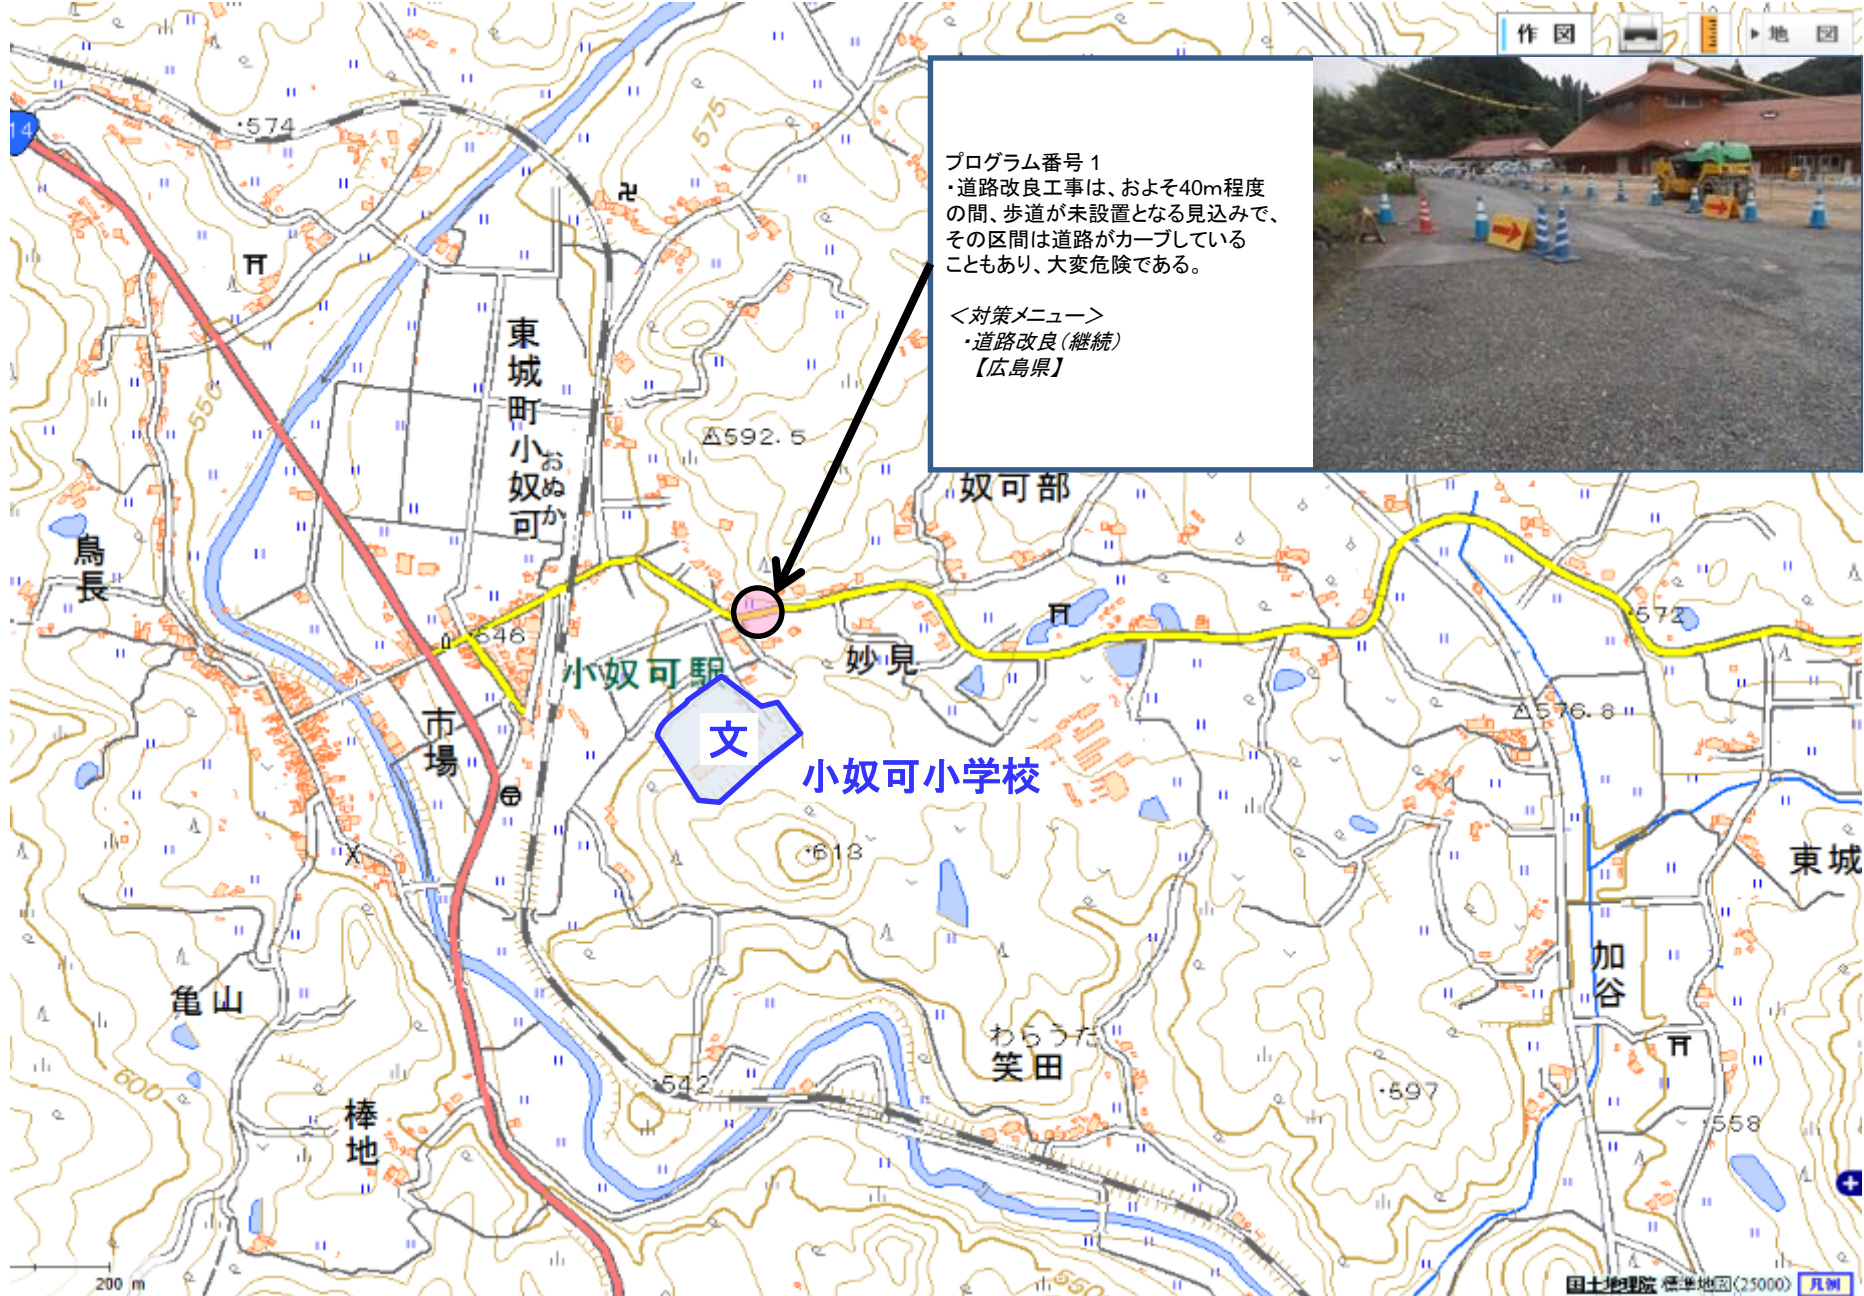 作 図
地 図
14
プログラム番号 1
・道路改良工事は、およそ40m程度
の間、歩道が未設置となる見込みで、
その区間は道路がカーブしている
こともあり、大変危険である。
＜対策メニュー＞
・道路改良（継続）
【広島県】
574
575
550
東城町小奴可
おぬか
592.5
奴可部
鳥長
546
小奴可駅
妙見
572
市場
文
小奴可小学校
576.8
613
東城
加谷
亀山
わらうだ
笑田
600
542
597
558
棒地
550
200 m
国土地理院 標準地図(25000)
凡例